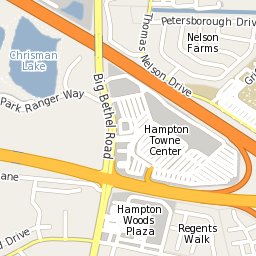 Petersborough Driv
Nelson
Farms
Thomas Nelson Drive
Chrisman
Lake
Park Ranger Way
Big Bethel Road
Gri
Hampton
Towne
Center
ane
Hampton
Woods
Plaza
Regents
Walk
d Drive